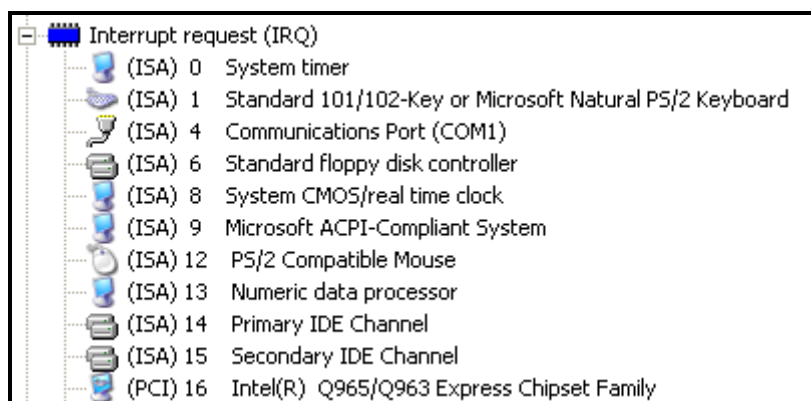 Interrupt request (IRQ)
(ISA) 0 System timer
(ISA) 1 Standard 101/102-Key or Microsoft Natural PS/2 Keyboard
(ISA) 4 Communications Port (COM1)
(ISA) 6 Standard floppy disk controller
(ISA) 8 System CMOS/real time clock
(ISA) 9 Microsoft ACPI-Compliant System
(ISA) 12 PS/2 Compatible Mouse
(ISA) 13 Numeric data processor
(ISA) 14 Primary IDE Channel
(ISA) 15 Secondary IDE Channel
(PCI) 16 Intel(R) Q965/Q963 Express Chipset Family